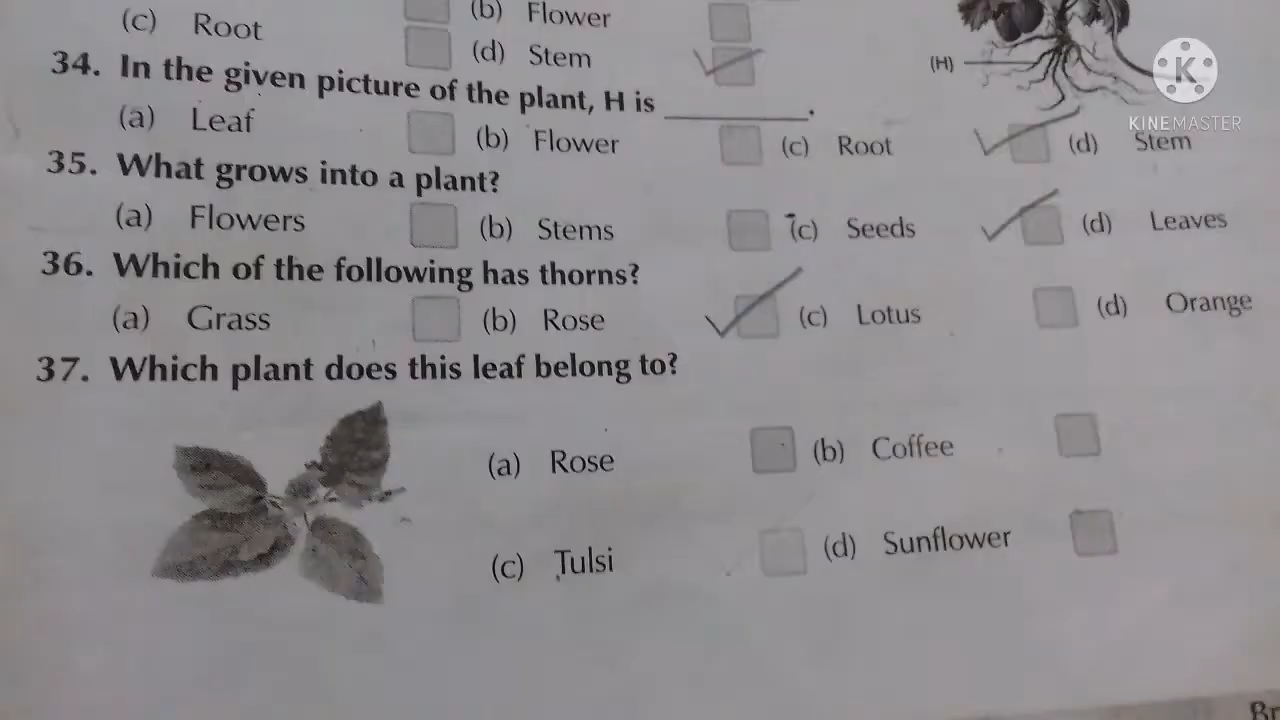 (b) Flower
(c) Root
(d) Stem
(H)
34. In the given picture of the plant, H is ________.
(a) Leaf (b) Flower (c) Root (d) Stem
35. What grows into a plant?
(a) Flowers (b) Stems (c) Seeds (d) Leaves
36. Which of the following has thorns?
(a) Grass (b) Rose (c) Lotus (d) Orange
37. Which plant does this leaf belong to?
(a) Rose (b) Coffee
(c) Tulsi (d) Sunflower
K
KINEMASTER